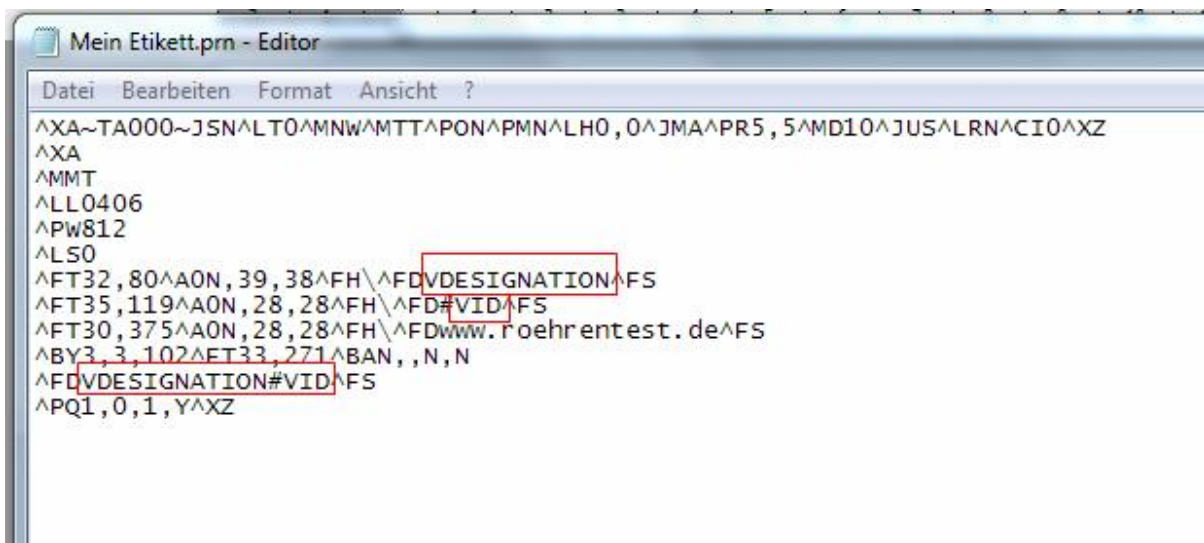 Mein Etikett.prn - Editor
Datei Bearbeiten Format Ansicht ?
^XA~TA000~JSN^LT0^MNW^MTT^PON^PMN^LH0,0^JMA^PR5,5^MD10^JUS^LRN^CI0^XZ
^XA
^MMT
^LL0406
^PW812
^LS0
^FT32,80^A0N,39,38^FH\^FDVDESIGNATION^FS
^FT35,119^A0N,28,28^FH\^FD#VID^FS
^FT30,375^A0N,28,28^FH\^FDwww.roehrentest.de^FS
^BY3,3,102^FT33,271^BAN,,N,N
^FDVDESIGNATION#VID^FS
^PQ1,0,1,Y^XZ